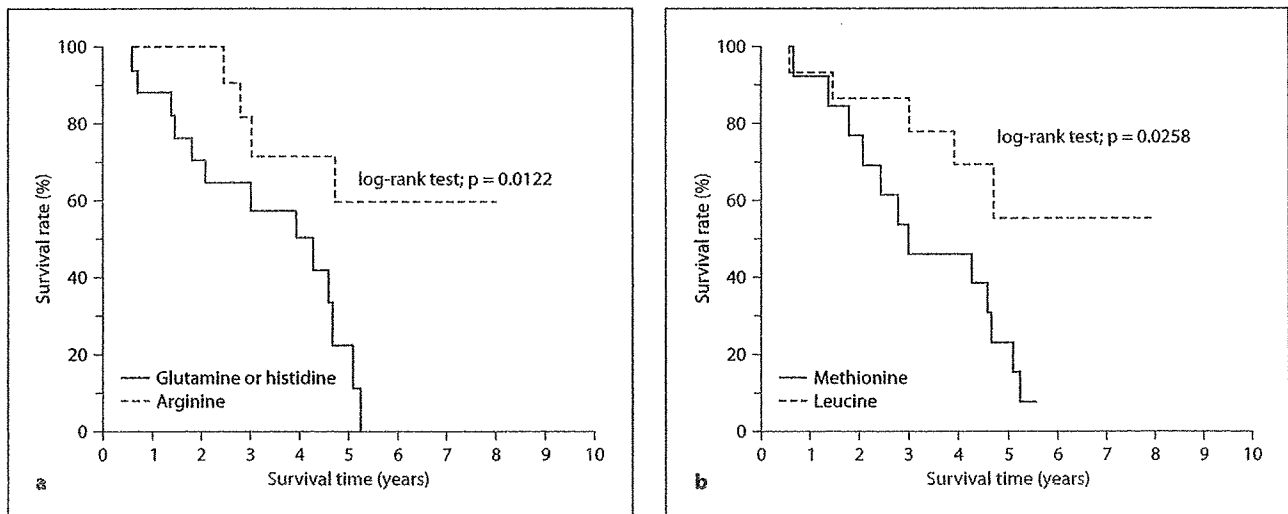 100
80
60
40
20
0
Survival rate (%)
log-rank test; p = 0.0122
Glutamine or histidine
Arginine
0 1 2 3 4 5 6 7 8 9 10
Survival time (years)
a
100
80
60
40
20
0
Survival rate (%)
log-rank test; p = 0.0258
Methionine
Leucine
0 1 2 3 4 5 6 7 8 9 10
Survival time (years)
b